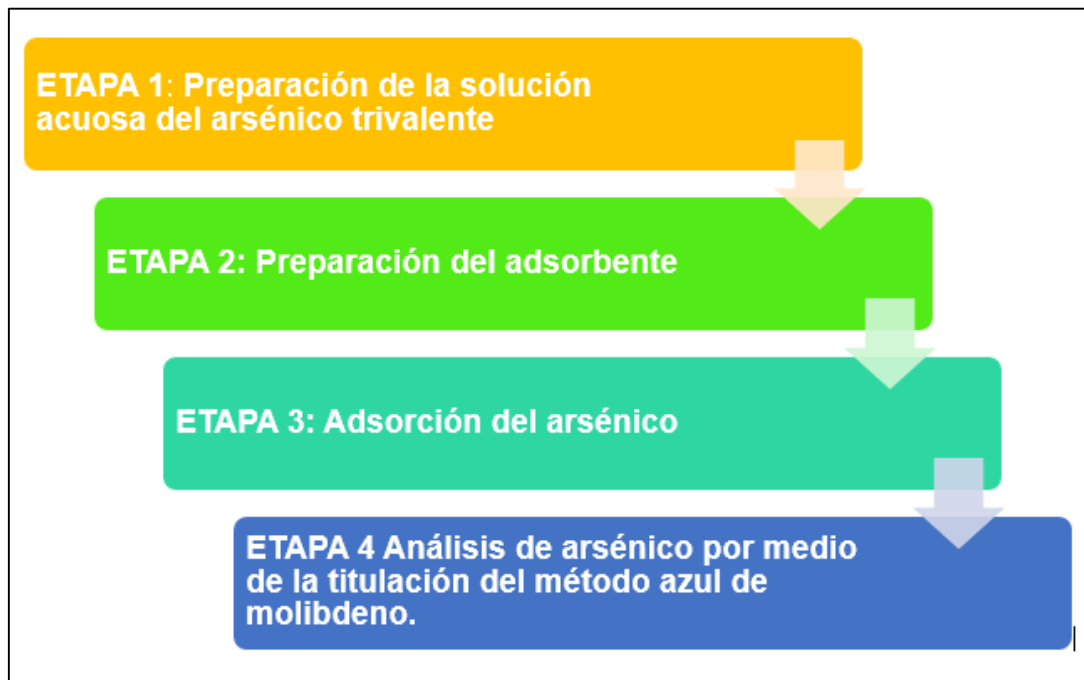 ETAPA 1: Preparación de la solución
acuosa del arsénico trivalente
ETAPA 2: Preparación del adsorbente
ETAPA 3: Adsorción del arsénico
ETAPA 4 Análisis de arsénico por medio
de la titulación del método azul de
molibdeno.